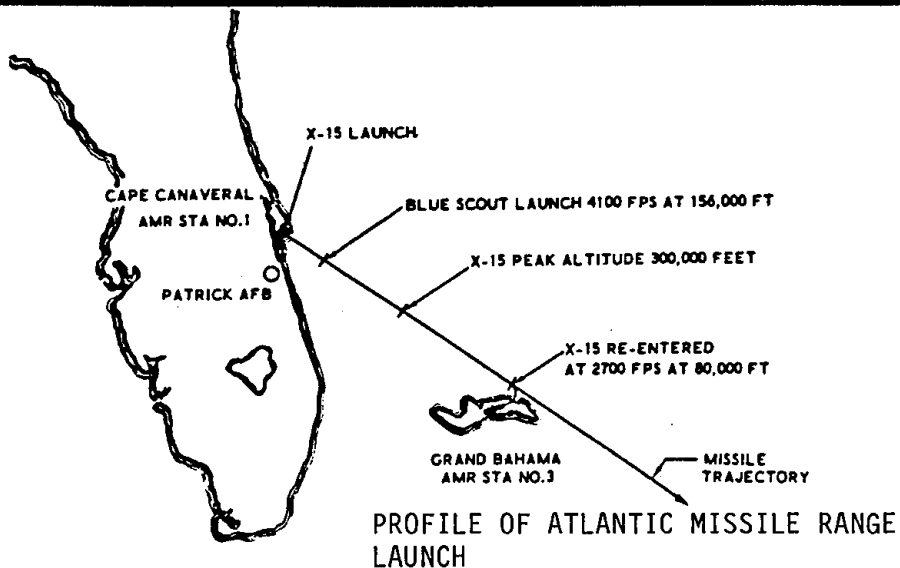 X-15 LAUNCH
CAPE CANAVERAL
AMR STA NO.1
BLUE SCOUT LAUNCH 4100 FPS AT 156,000 FT
X-15 PEAK ALTITUDE 300,000 FEET
PATRICK AFB
X-15 RE-ENTERED
AT 2700 FPS AT 80,000 FT
GRAND BAHAMA
AMR STA NO.3
MISSILE
TRAJECTORY
PROFILE OF ATLANTIC MISSILE RANGE
LAUNCH